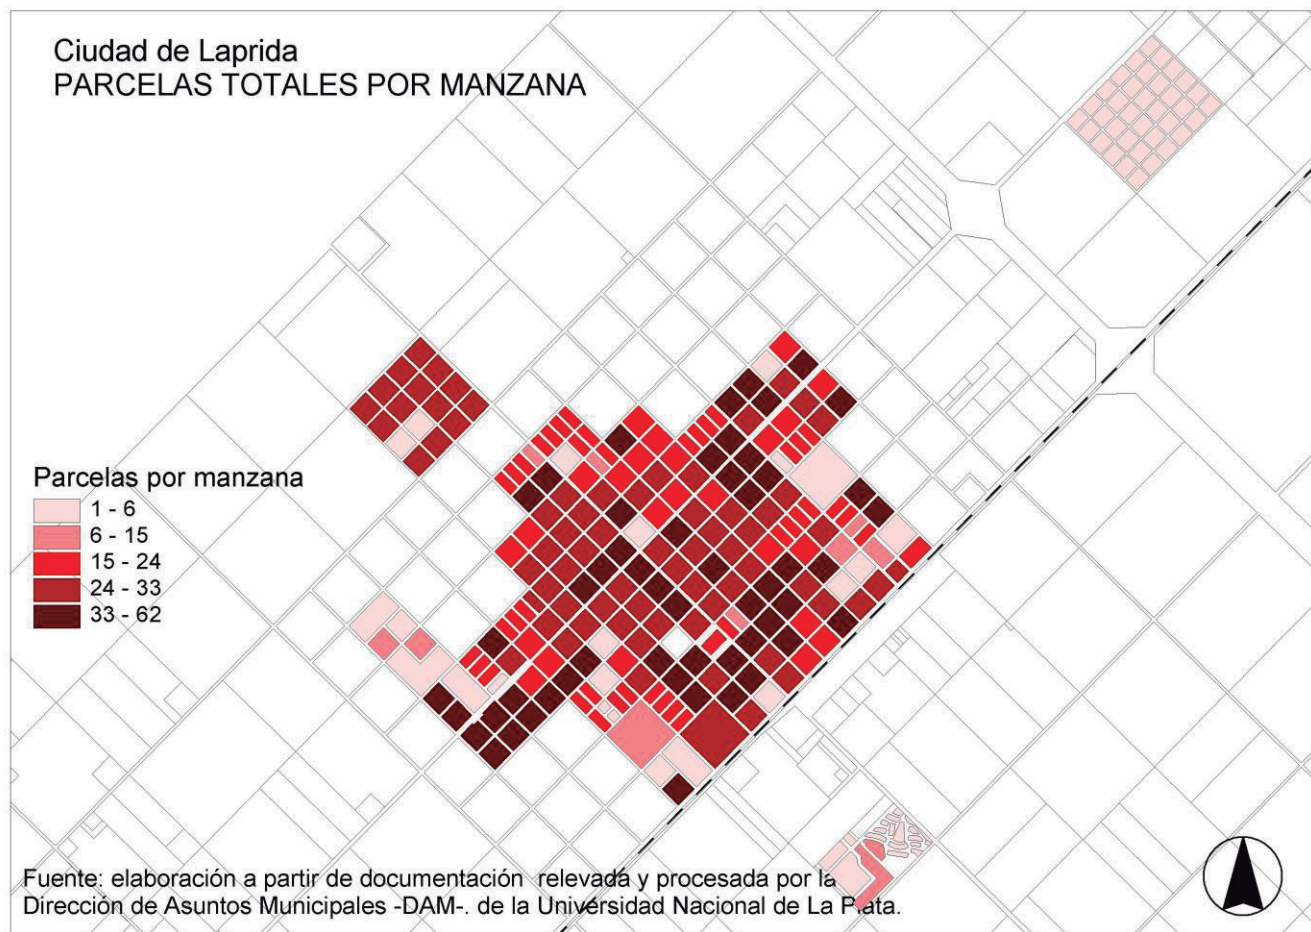 Ciudad de Laprida
PARCELAS TOTALES POR MANZANA
Parcelas por manzana
1 - 6
6 - 15
15 - 24
24 - 33
33 - 62
Fuente: elaboración a partir de documentación relevada y procesada por la
Dirección de Asuntos Municipales -DAM-. de la Universidad Nacional de La Plata.